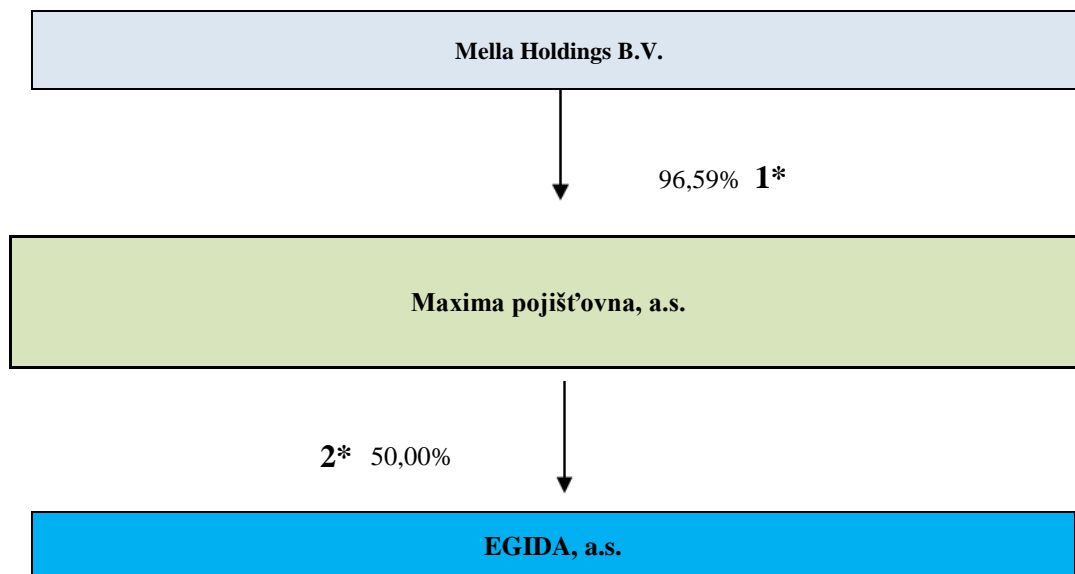 Mella Holdings B.V.
96,59% 1*
Maxima pojišťovna, a.s.
2* 50,00%
EGIDA, a.s.